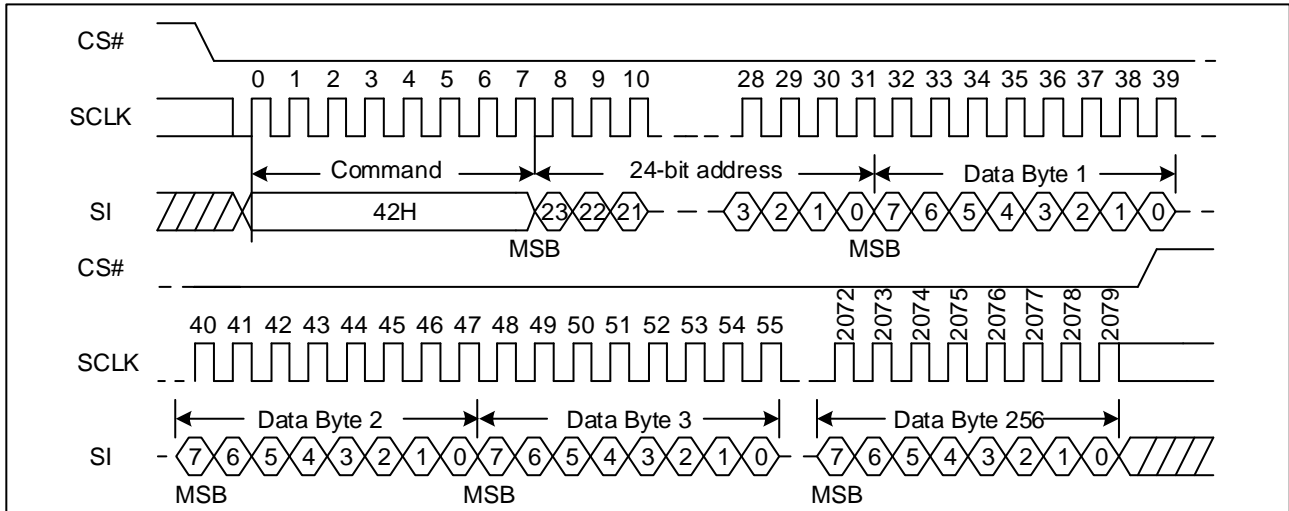 CS#
0 1 2 3 4 5 6 7 8 9 10 28 29 30 31 32 33 34 35 36 37 38 39
SCLK
Command 24-bit address Data Byte 1
SI 42H 23 22 21 3 2 1 0 7 6 5 4 3 2 1 0
MSB MSB
CS#
40 41 42 43 44 45 46 47 48 49 50 51 52 53 54 55 2072 2073 2074 2075 2076 2077 2078 2079
SCLK
Data Byte 2 Data Byte 3 Data Byte 256
SI 7 6 5 4 3 2 1 0 7 6 5 4 3 2 1 0 7 6 5 4 3 2 1 0
MSB MSB MSB